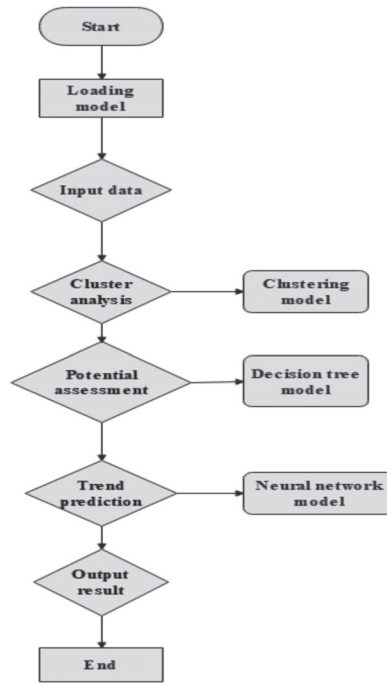 Start
Loading
model
Input data
Cluster
analysis
Clustering
model
Potential
assessment
Decision tree
model
Trend
prediction
Neural network
model
Output
result
End